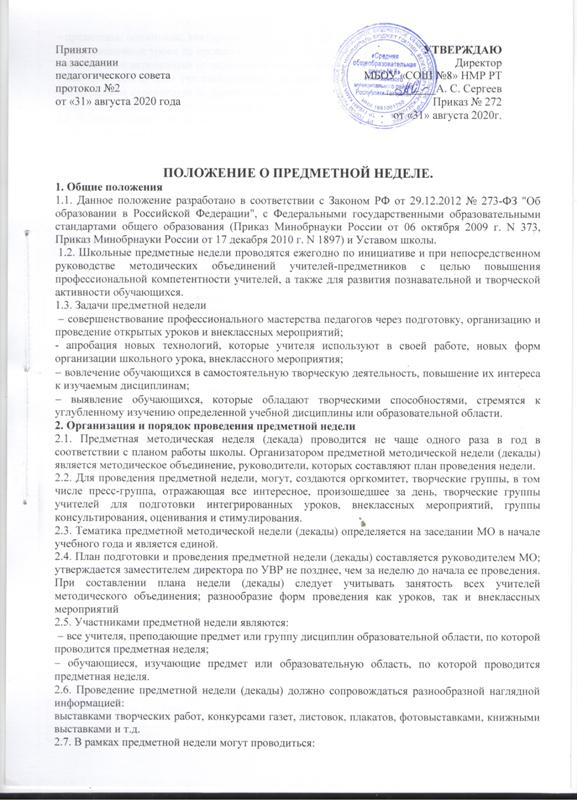 Принято
на заседании
педагогического совета
протокол №2
от «31» августа 2020 года
УТВЕРЖДАЮ
Директор
МБОУ «СОШ №8» НМР РТ
А. С. Сергеев
Приказ № 272
от «31» августа 2020г.
«Средняя
общеобразовательная
ПОЛОЖЕНИЕ О ПРЕДМЕТНОЙ НЕДЕЛЕ.
1. Общие положения
1.1. Данное положение разработано в соответствии с Законом РФ от 29.12.2012 № 273-ФЗ "Об
образовании в Российской Федерации", с Федеральными государственными образовательными
стандартами общего образования (Приказ Минобрнауки России от 06 октября 2009 г. N 373,
Приказ Минобрнауки России от 17 декабря 2010 г. N 1897) и Уставом школы.
1.2. Школьные предметные недели проводятся ежегодно по инициативе и при непосредственном
руководстве методических объединений учителей-предметников с целью повышения
профессиональной компетентности учителей, а также для развития познавательной и творческой
активности обучающихся.
1.3. Задачи предметной недели
– совершенствование профессионального мастерства педагогов через подготовку, организацию и
проведение открытых уроков и внеклассных мероприятий;
- апробация новых технологий, которые учителя используют в своей работе, новых форм
организации школьного урока, внеклассного мероприятия;
– вовлечение обучающихся в самостоятельную творческую деятельность, повышение их интереса
к изучаемым дисциплинам;
– выявление обучающихся, которые обладают творческими способностями, стремятся к
углубленному изучению определенной учебной дисциплины или образовательной области.
2. Организация и порядок проведения предметной недели
2.1. Предметная методическая неделя (декада) проводится не чаще одного раза в год в
соответствии с планом работы школы. Организатором предметной методической недели (декады)
является методическое объединение, руководители, которых составляют план проведения недели.
2.2. Для проведения предметной недели, могут, создаются оргкомитет, творческие группы, в том
числе пресс-группа, отражающая все интересное, произошедшее за день, творческие группы
учителей для подготовки интегрированных уроков, внеклассных мероприятий, группы
консультирования, оценивания и стимулирования.
2.3. Тематика предметной методической недели (декады) определяется на заседании МО в начале
учебного года и является единой.
2.4. План подготовки и проведения предметной недели (декады) составляется руководителем МО;
утверждается заместителем директора по УВР не позднее, чем за неделю до начала ее проведения.
При составлении плана недели (декады) следует учитывать занятость всех учителей
методического объединения; разнообразие форм проведения как уроков, так и внеклассных
мероприятий
2.5. Участниками предметной недели являются:
– все учителя, преподающие предмет или группу дисциплин образовательной области, по которой
проводится предметная неделя;
– обучающиеся, изучающие предмет или образовательную область, по которой проводится
предметная неделя.
2.6. Проведение предметной недели (декады) должно сопровождаться разнообразной наглядной
информацией:
выставками творческих работ, конкурсами газет, листовок, плакатов, фотовыставками, книжными
выставками и т.д.
2.7. В рамках предметной недели могут проводиться: